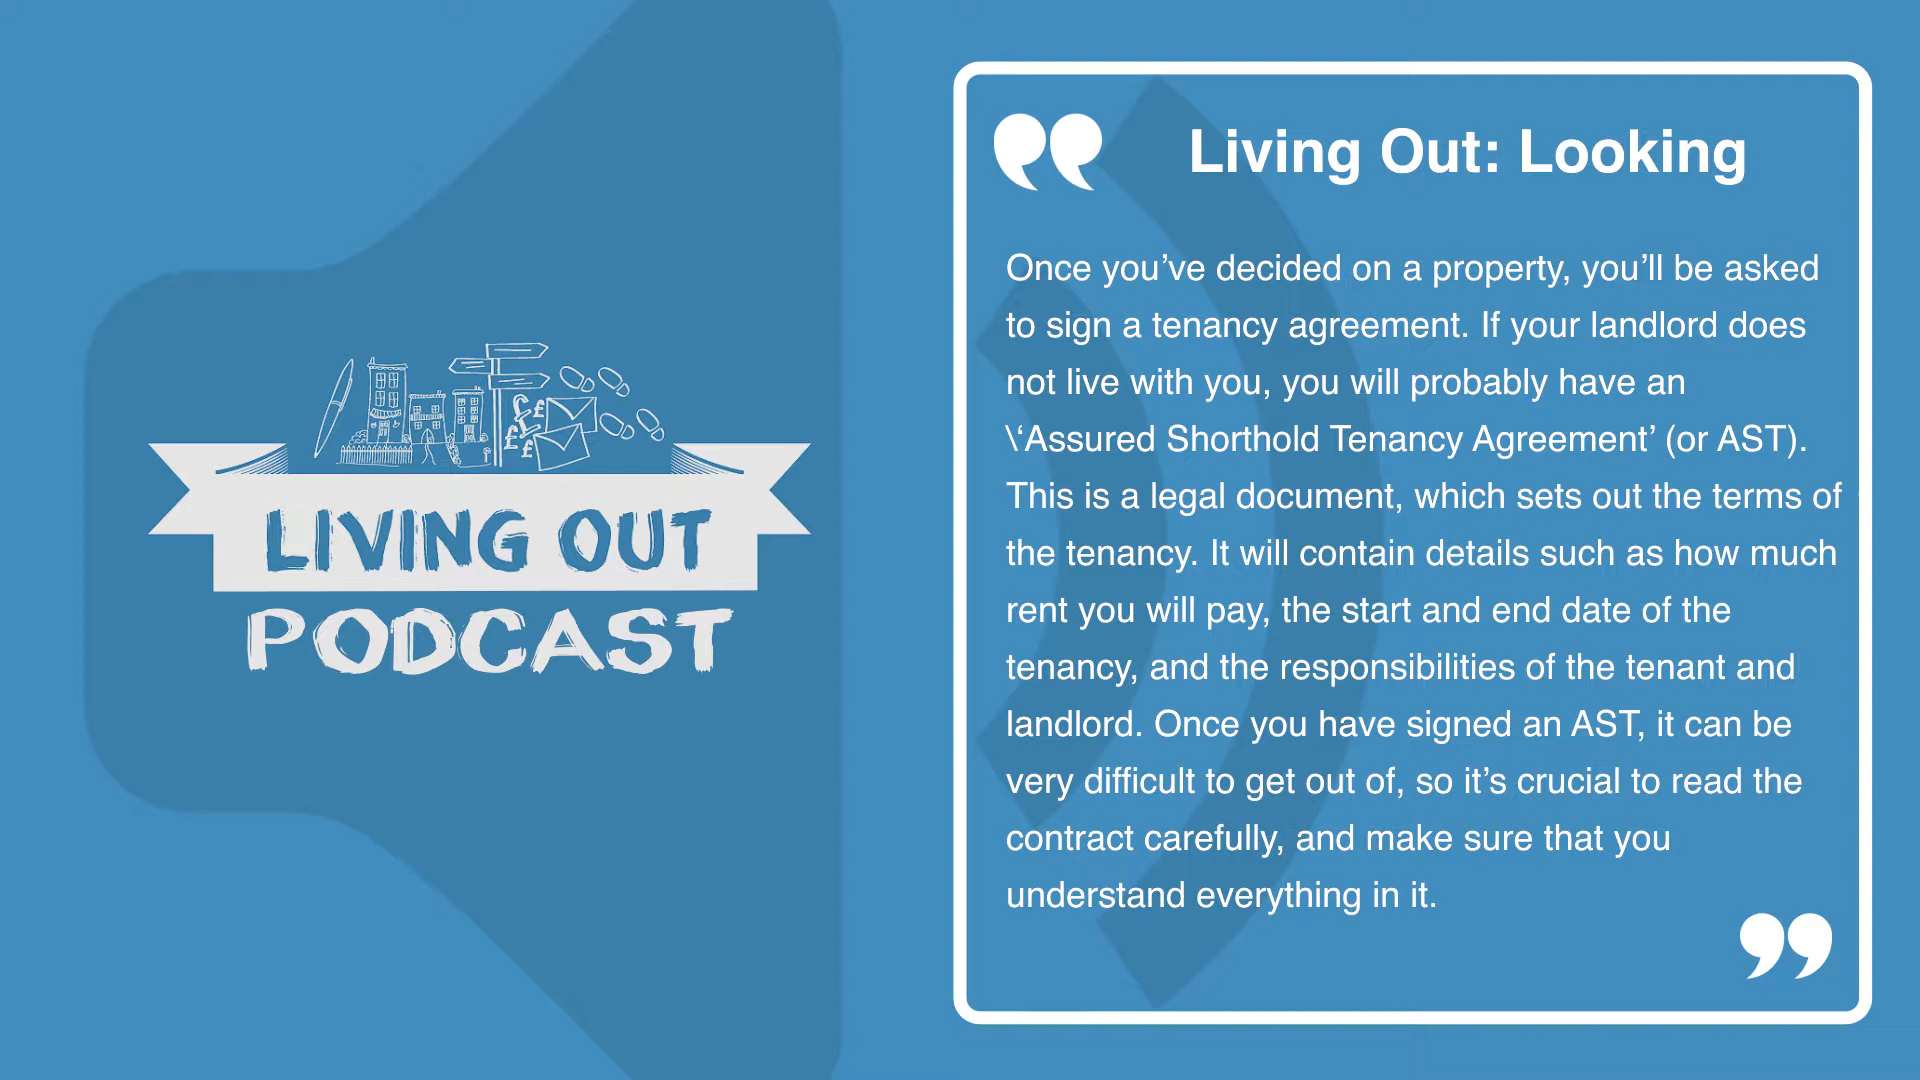 LIVING OUT
PODCAST
Living Out: Looking
Once you’ve decided on a property, you’ll be asked
to sign a tenancy agreement. If your landlord does
not live with you, you will probably have an
\‘Assured Shorthold Tenancy Agreement’ (or AST).
This is a legal document, which sets out the terms of
the tenancy. It will contain details such as how much
rent you will pay, the start and end date of the
tenancy, and the responsibilities of the tenant and
landlord. Once you have signed an AST, it can be
very difficult to get out of, so it’s crucial to read the
contract carefully, and make sure that you
understand everything in it.